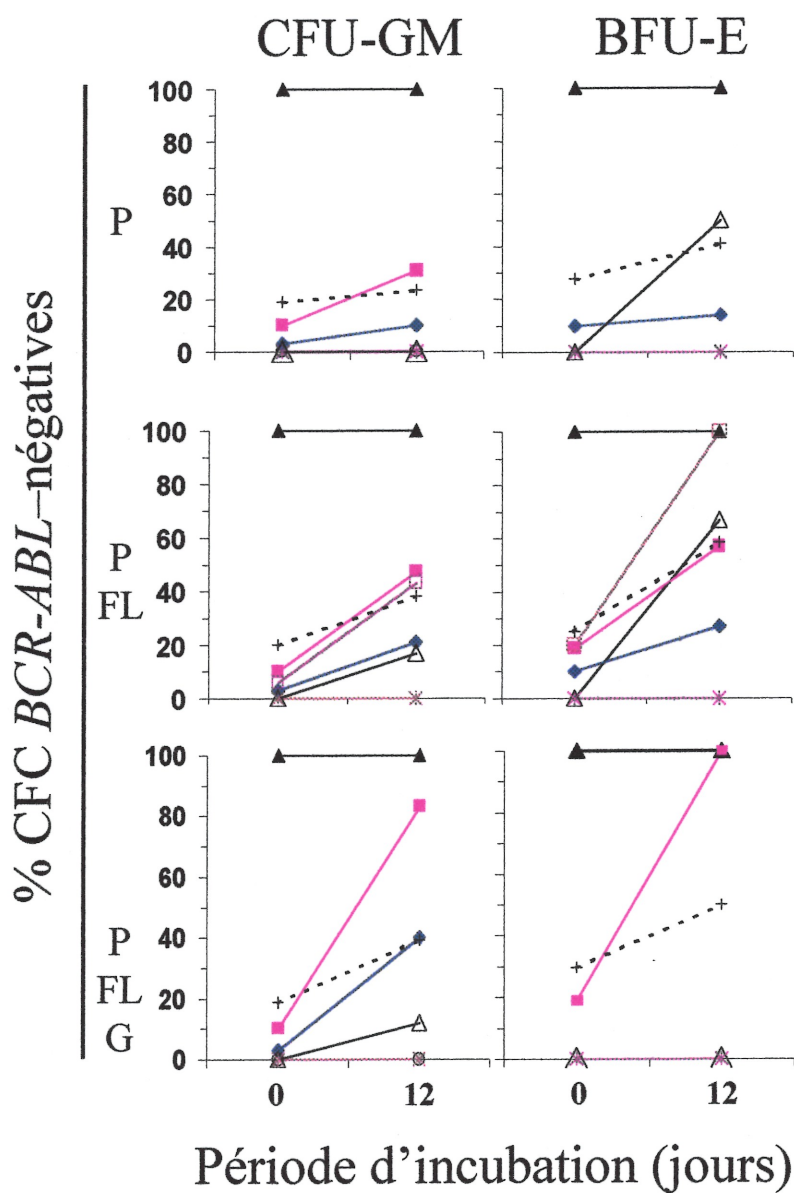 CFU-GM BFU-E
% CFC BCR-ABL–négatives
P
100
80
60
40
20
0
P
FL
100
80
60
40
20
0
P
FL
G
100
80
60
40
20
0
0 12 0 12
Période d’incubation (jours)